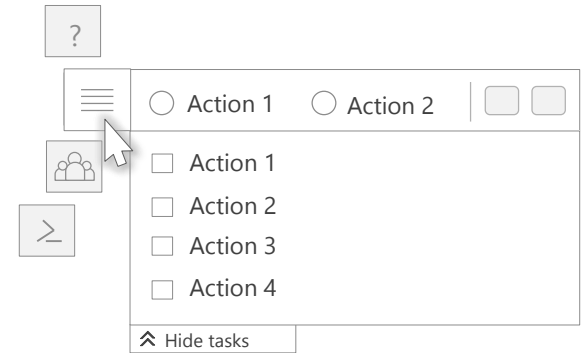 ?
Action 1 Action 2
Action 1
Action 2
Action 3
Action 4
Hide tasks